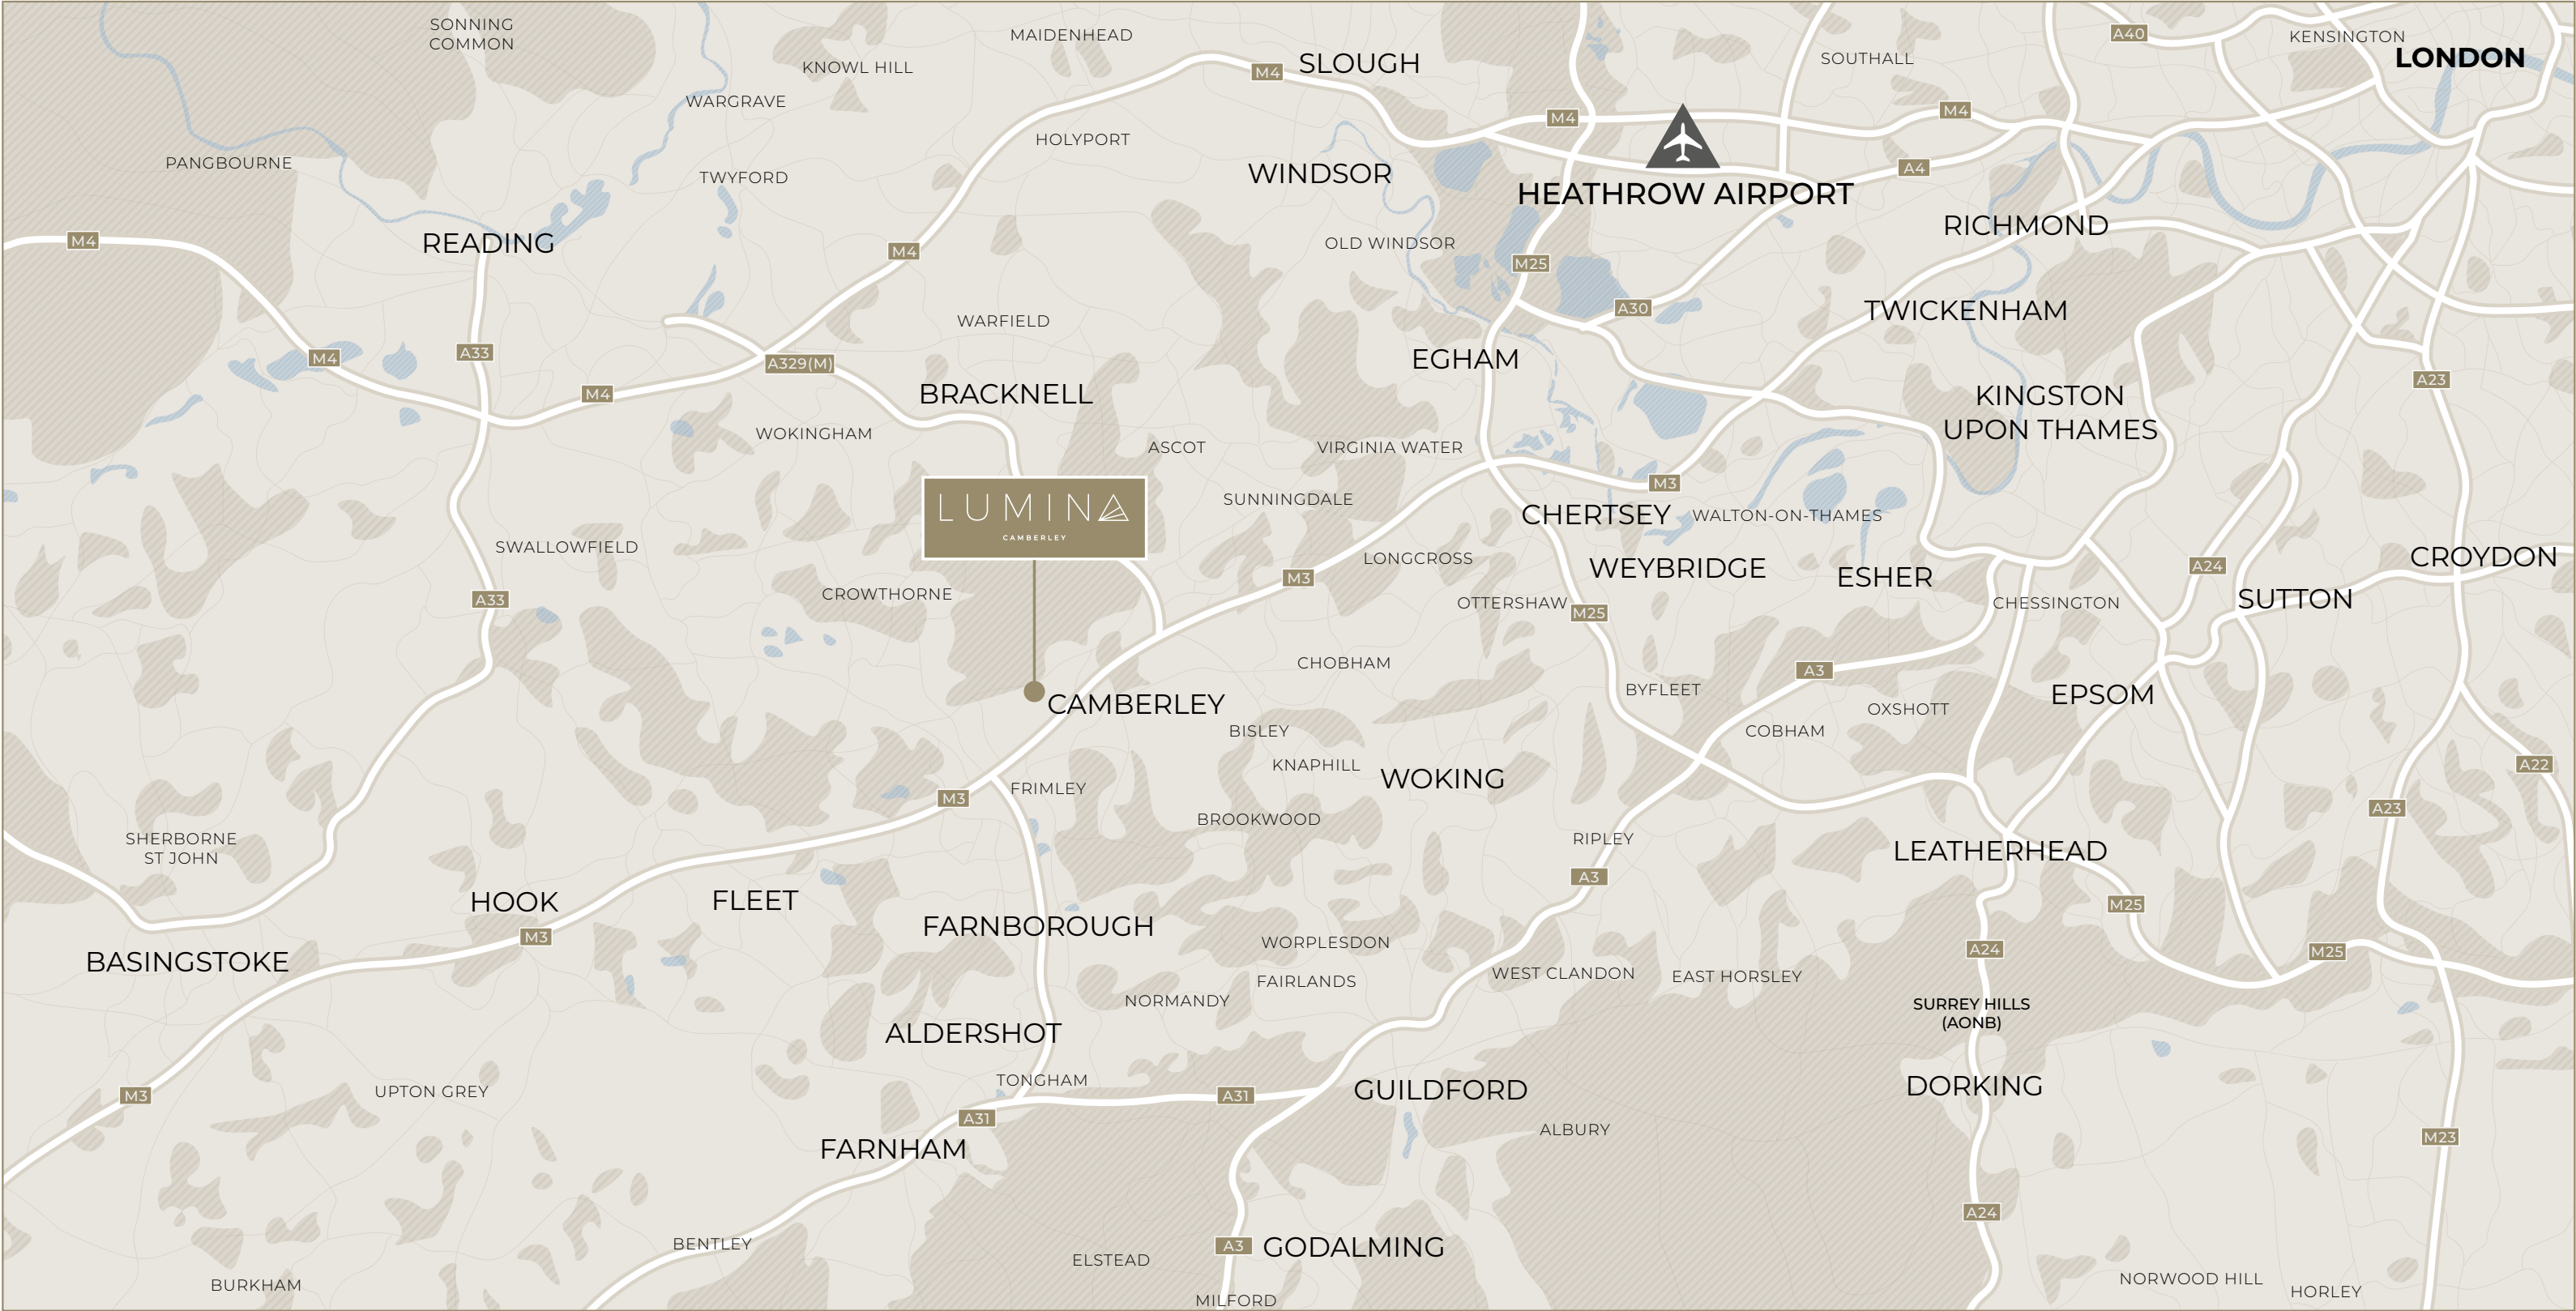 SONNING
COMMON
MAIDENHEAD
KNOWL HILL
SLOUGH
M4
SOUTHALL
A40
KENSINGTON
LONDON
WARGRAVE
HOLYPORT
M4
M4
PANGBOURNE
TWYFORD
WINDSOR
A4
HEATHROW AIRPORT
RICHMOND
M4
READING
M4
OLD WINDSOR
M25
A30
TWICKENHAM
WARFIELD
M4
A33
A329(M)
EGHAM
A23
M4
BRACKNELL
KINGSTON
UPON THAMES
WOKINGHAM
ASCOT
VIRGINIA WATER
M3
SUNNINGDALE
LUMINA
CAMBERLEY
CHERTSEY
WALTON-ON-THAMES
SWALLOWFIELD
LONGCROSS
WEYBRIDGE
ESHER
A24
CROYDON
M3
CROWTHORNE
A33
OTTERSHAW
M25
CHESSINGTON
SUTTON
CHOBHAM
A3
BYFLEET
EPSOM
CAMBERLEY
OXSHOTT
BISLEY
COBHAM
KNAPHILL
WOKING
A22
FRIMLEY
M3
BROOKWOOD
A23
SHERBORNE
ST JOHN
RIPLEY
LEATHERHEAD
A3
HOOK
FLEET
M25
FARNBOROUGH
M3
WORPLESDON
A24
M25
BASINGSTOKE
FAIRLANDS
WEST CLANDON
EAST HORSLEY
NORMANDY
SURREY HILLS
(AONB)
ALDERSHOT
TONGHAM
UPTON GREY
M3
A31
GUILDFORD
DORKING
A31
ALBURY
M23
FARNHAM
A24
BENTLEY
A3
GODALMING
ELSTEAD
BURKHAM
NORWOOD HILL
HORLEY
MILFORD